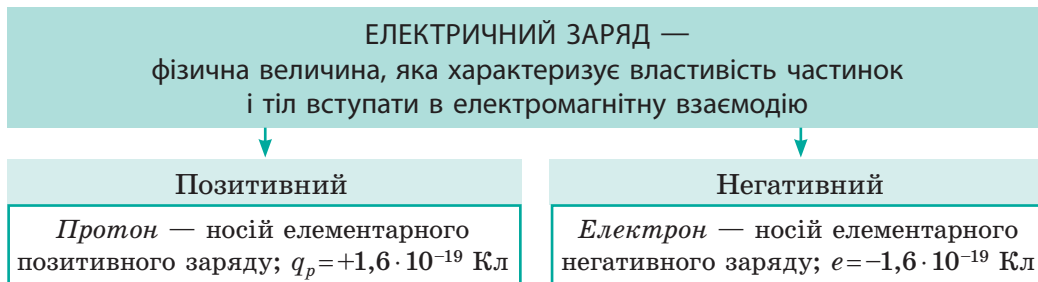 ЕЛЕКТРИЧНИЙ ЗАРЯД —
фізична величина, яка характеризує властивість частинок
і тіл вступати в електромагнітну взаємодію
Позитивний
Протон — носій елементарного
позитивного заряду; qₚ=+1,6·10⁻¹⁹ Кл
Негативний
Електрон — носій елементарного
негативного заряду; e=−1,6·10⁻¹⁹ Кл